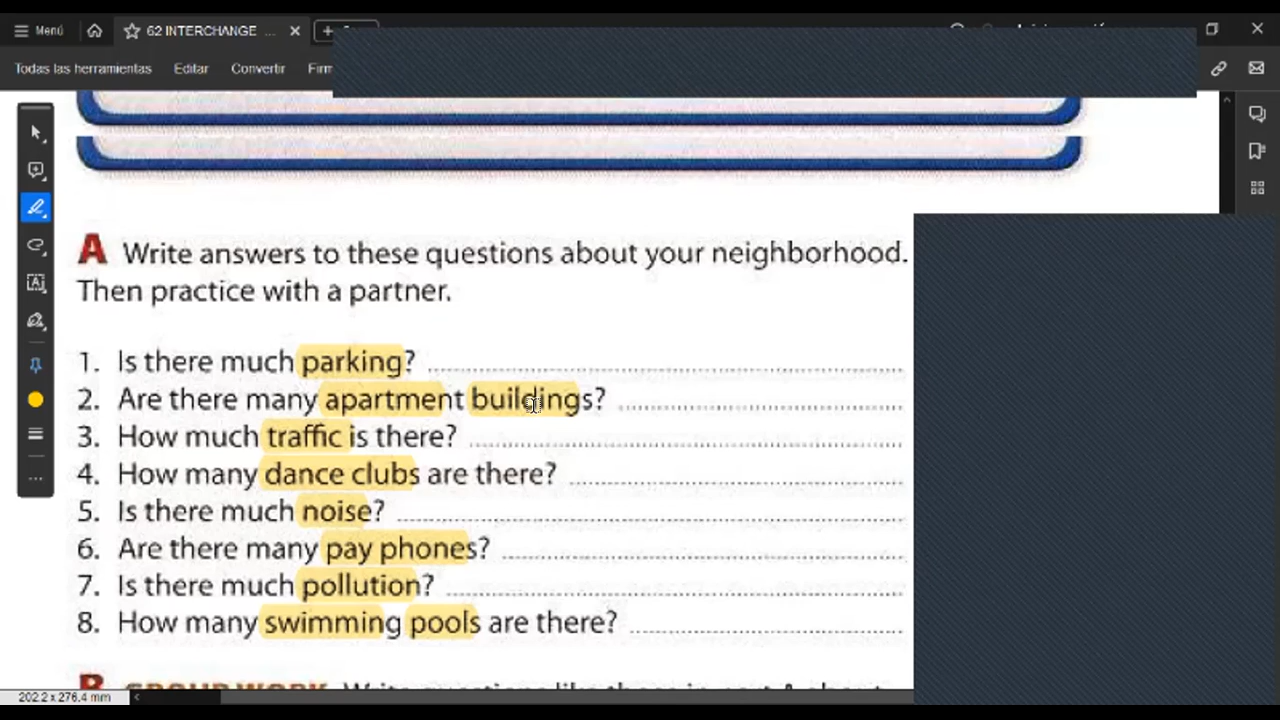 Menú
62 INTERCHANGE ...
Todas las herramientas Editar Convertir
A Write answers to these questions about your neighborhood.
Then practice with a partner.
1. Is there much parking?
2. Are there many apartment buildings?
3. How much traffic is there?
4. How many dance clubs are there?
5. Is there much noise?
6. Are there many pay phones?
7. Is there much pollution?
8. How many swimming pools are there?
202.2 x 276.4 mm